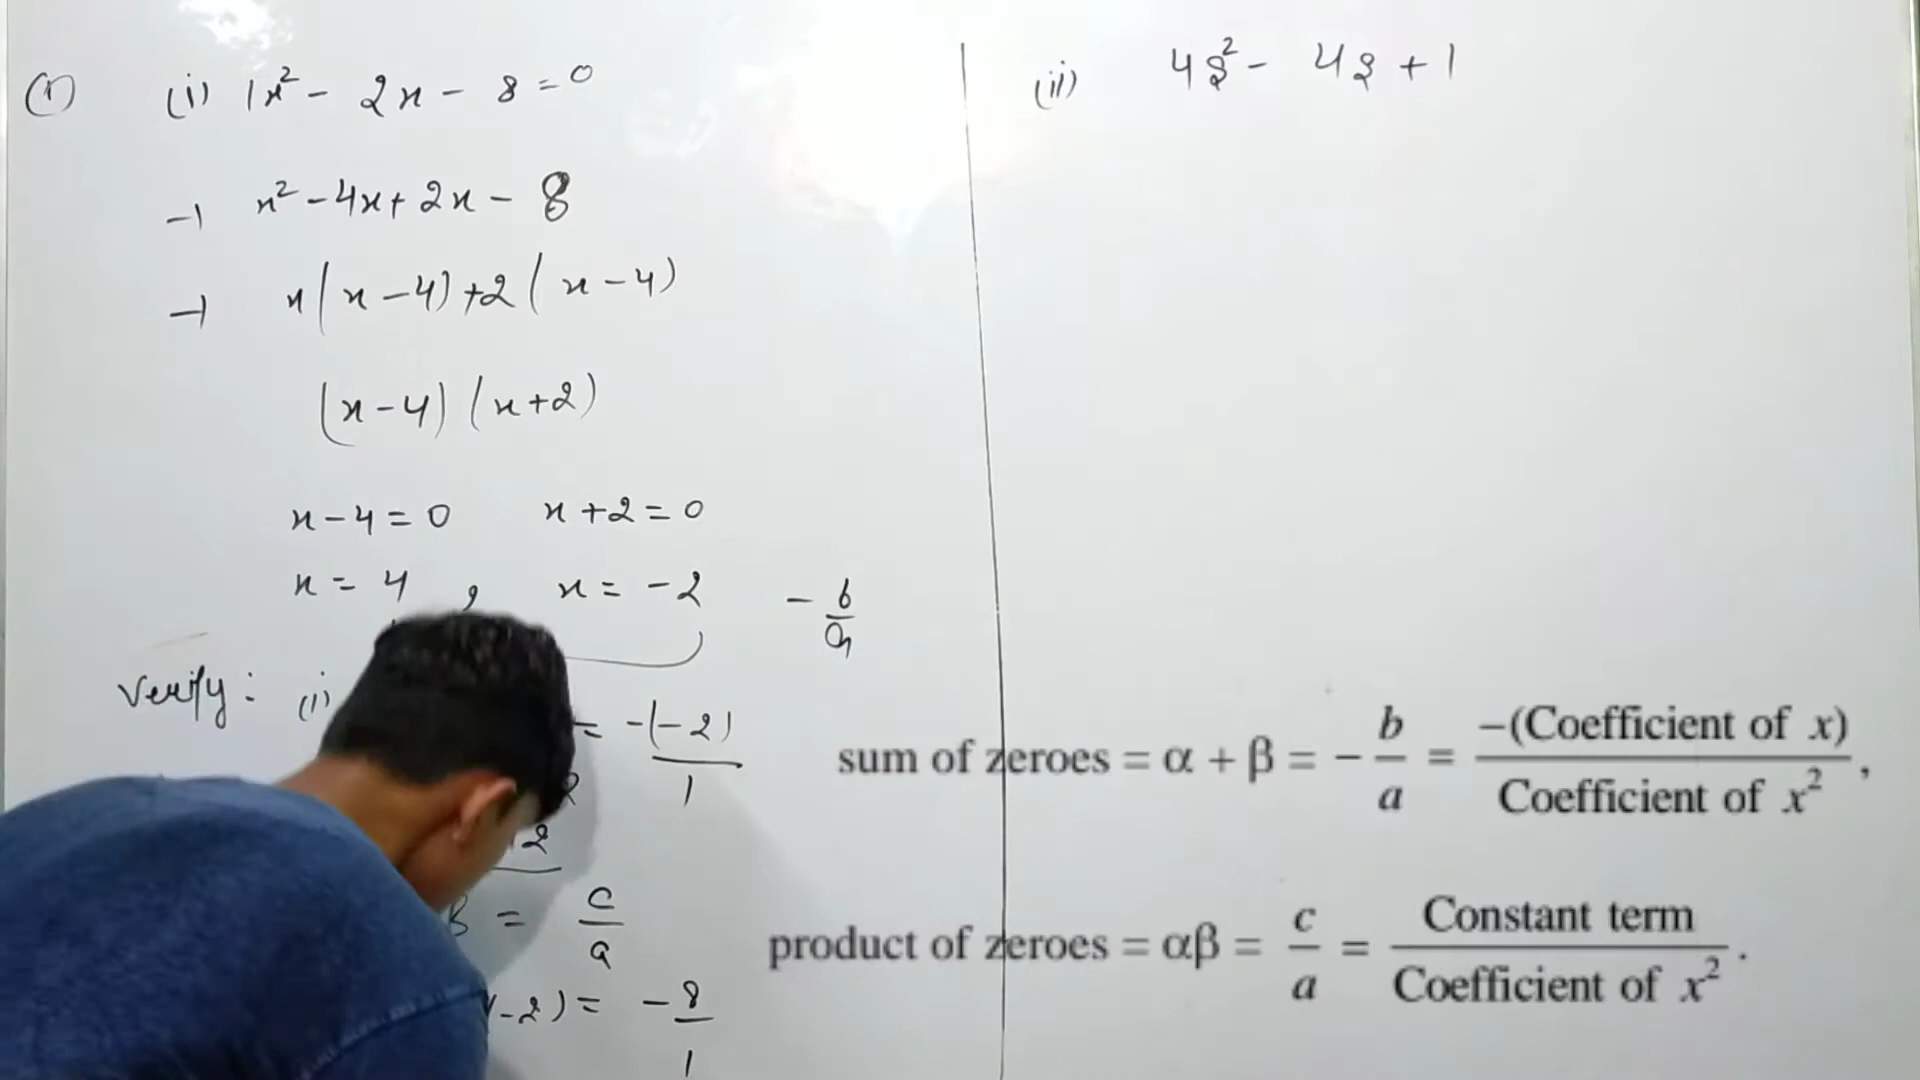 (1) (i) 1x² - 2x - 8 = 0
→ x² - 4x + 2x - 8
→ x(x-4)+2(x-4)
(x-4)(x+2)
x-4=0 x+2=0
x = 4 , x = -2
- b/a
Verify: (i) = -(-2)/1
2
β = c/a
(-2) = -8/1
(ii) 4s² - 4s + 1
sum of zeroes = α + β = - b/a = -(Coefficient of x)/Coefficient of x² ,
product of zeroes = αβ = c/a = Constant term/Coefficient of x² .